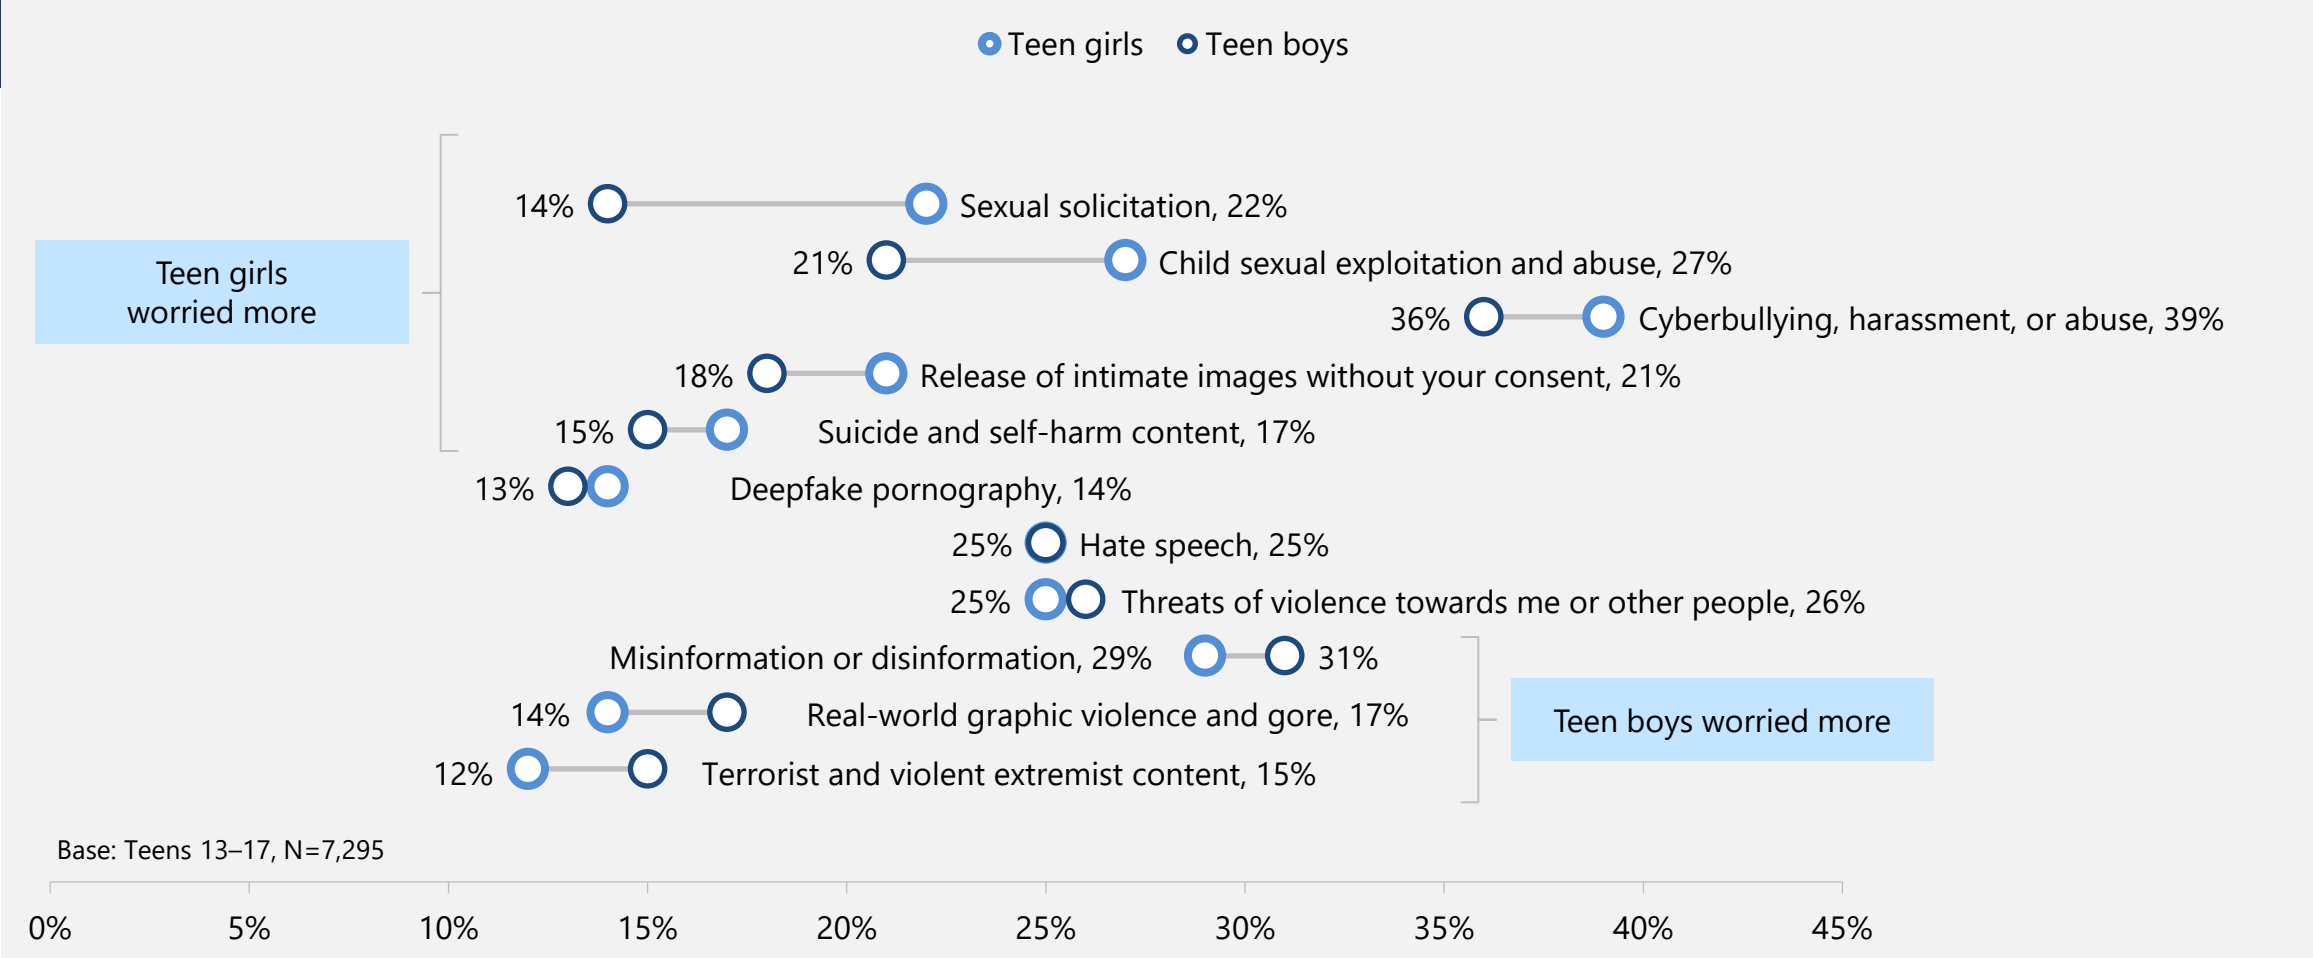 Teen girls Teen boys
14% Sexual solicitation, 22%
21% Child sexual exploitation and abuse, 27%
Teen girls
worried more
36% Cyberbullying, harassment, or abuse, 39%
18% Release of intimate images without your consent, 21%
15% Suicide and self-harm content, 17%
13% Deepfake pornography, 14%
25% Hate speech, 25%
25% Threats of violence towards me or other people, 26%
Misinformation or disinformation, 29% 31%
14% Real-world graphic violence and gore, 17%
Teen boys worried more
12% Terrorist and violent extremist content, 15%
Base: Teens 13–17, N=7,295
0% 5% 10% 15% 20% 25% 30% 35% 40% 45%